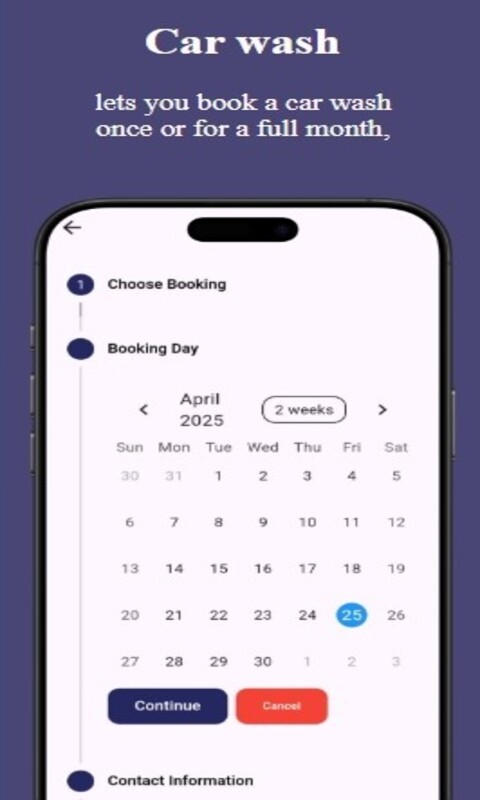 Car wash
lets you book a car wash
once or for a full month,
1 Choose Booking
Booking Day
April
2025
2 weeks
Sun Mon Tue Wed Thu Fri Sat
30 31 1 2 3 4 5
6 7 8 9 10 11 12
13 14 15 16 17 18 19
20 21 22 23 24 25 26
27 28 29 30 1 2 3
Continue Cancel
Contact Information